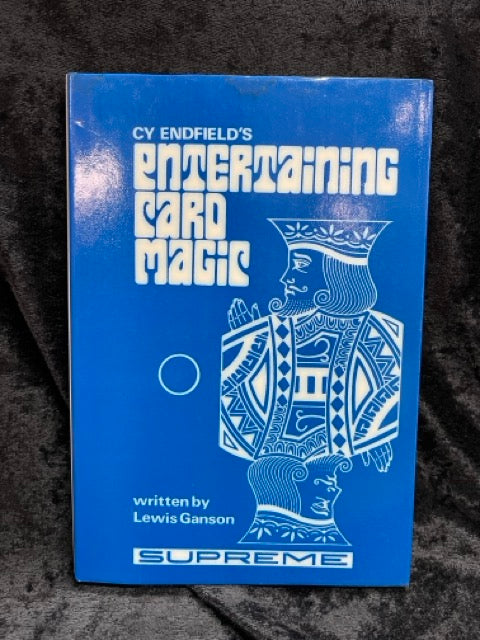 CY ENDFIELD'S
ENTERTAINING
CARD
MAGIC
written by
Lewis Ganson
SUPREME